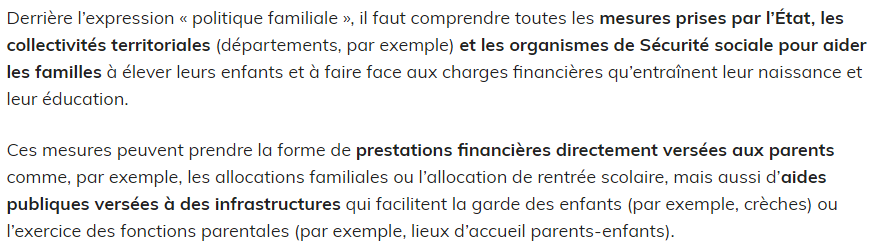 Derrière l’expression « politique familiale », il faut comprendre toutes les mesures prises par l’État, les
collectivités territoriales (départements, par exemple) et les organismes de Sécurité sociale pour aider
les familles à élever leurs enfants et à faire face aux charges financières qu’entraînent leur naissance et
leur éducation.
Ces mesures peuvent prendre la forme de prestations financières directement versées aux parents
comme, par exemple, les allocations familiales ou l’allocation de rentrée scolaire, mais aussi d’aides
publiques versées à des infrastructures qui facilitent la garde des enfants (par exemple, crèches) ou
l’exercice des fonctions parentales (par exemple, lieux d’accueil parents-enfants).